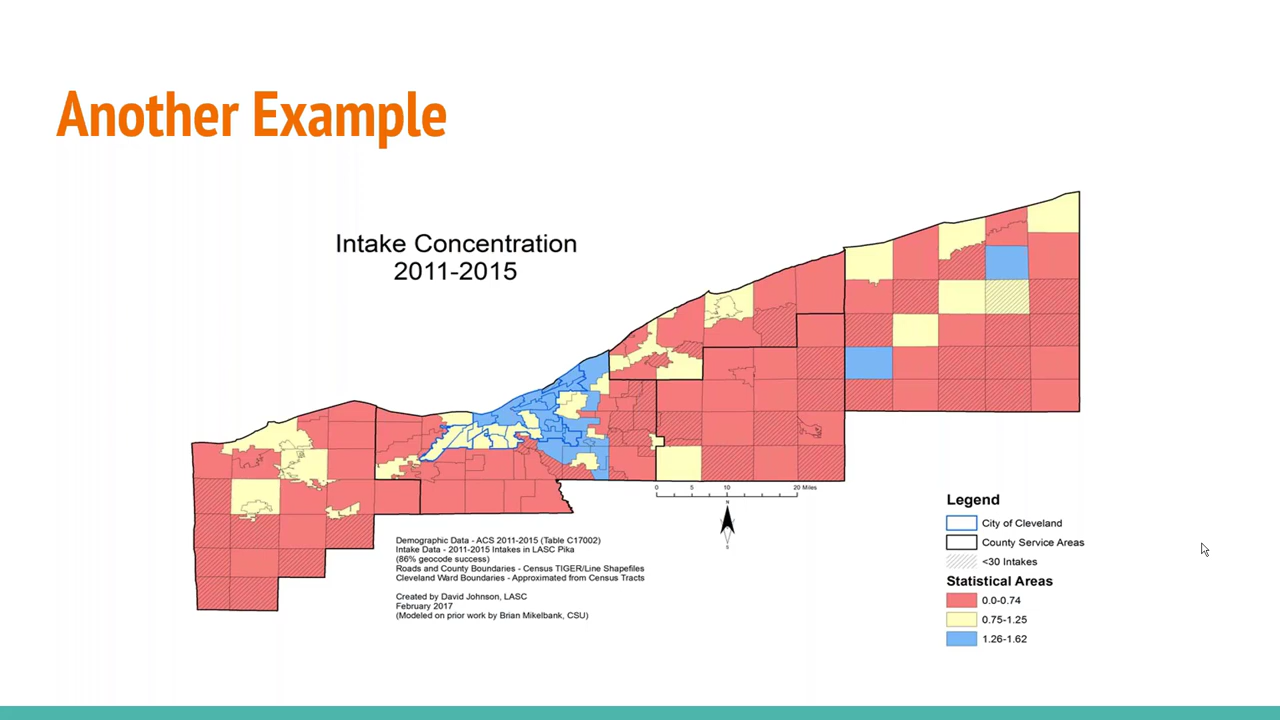 Another Example
Intake Concentration
2011-2015
0 5 10 20 Miles
N
S
Demographic Data - ACS 2011-2015 (Table C17002)
Intake Data - 2011-2015 Intakes in LASC Pika
(86% geocode success)
Roads and County Boundaries - Census TIGER/Line Shapefiles
Cleveland Ward Boundaries - Approximated from Census Tracts
Created by David Johnson, LASC
February 2017
(Modeled on prior work by Brian Mikelbank, CSU)
Legend
City of Cleveland
County Service Areas
<30 Intakes
Statistical Areas
0.0-0.74
0.75-1.25
1.26-1.62